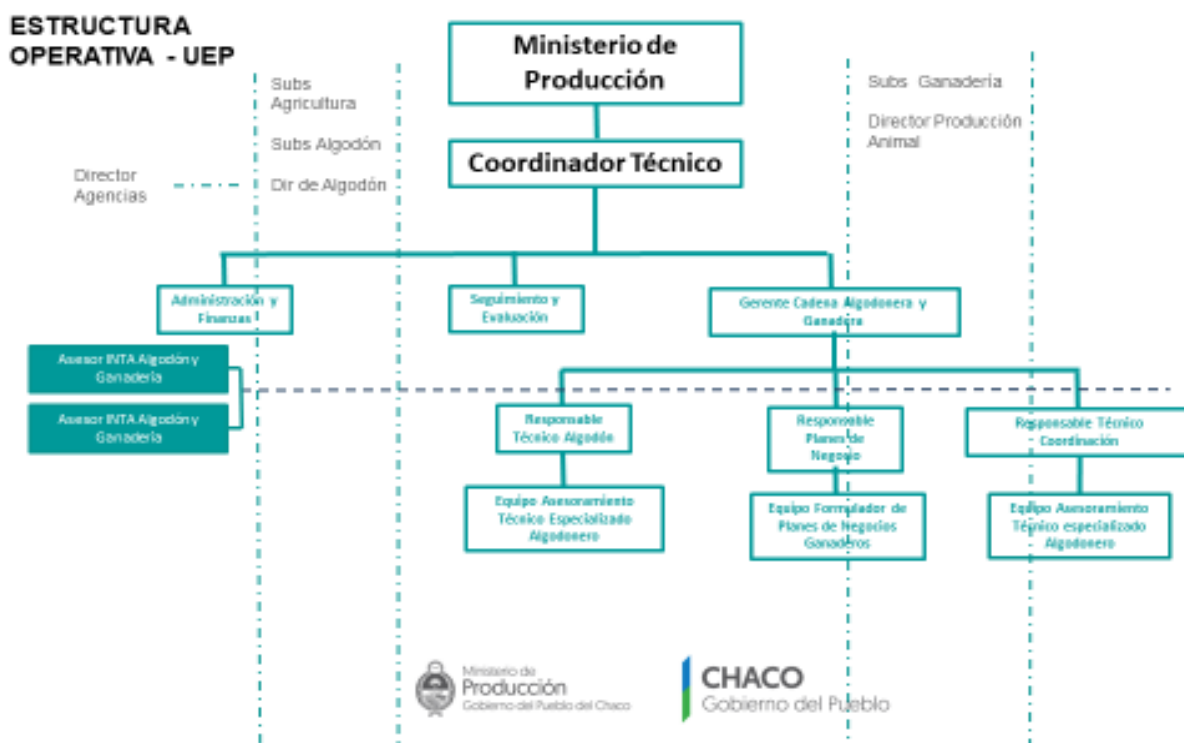 ESTRUCTURA
OPERATIVA - UEP
Ministerio de
Producción
Subs
Agricultura
Subs Algodón
Dir de Algodón
Director
Agencias
Subs Ganadería
Director Producción
Animal
Coordinador Técnico
Administración y
Finanzas
Seguimiento y
Evaluación
Gerente Cadena Algodonera y
Ganadera
Asesor INTA Algodón y
Ganadería
Asesor INTA Algodón y
Ganadería
Responsable
Técnico Algodón
Responsable
Planes de
Negocio
Responsable Técnico
Coordinación
Equipo Asesoramiento
Técnico Especializado
Algodonero
Equipo Formulador de
Planes de Negocios
Ganaderos
Equipo Asesoramiento
Técnico especializado
Algodonero
Ministerio de
Producción
Gobierno del Pueblo del Chaco
CHACO
Gobierno del Pueblo